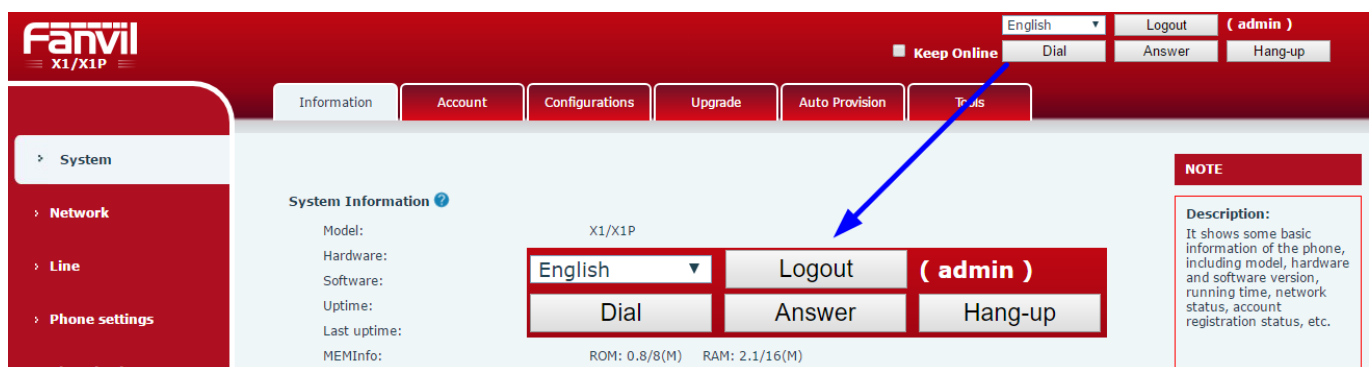 Fanvil
X1/X1P
English Logout ( admin )
Keep Online Dial Answer Hang-up
Information Account Configurations Upgrade Auto Provision Tools
System
Network
Line
Phone settings
System Information
Model: X1/X1P
Hardware:
Software:
Uptime:
Last uptime:
MEMInfo: ROM: 0.8/8(M) RAM: 2.1/16(M)
English Logout ( admin )
Dial Answer Hang-up
NOTE
Description:
It shows some basic
information of the phone,
including model, hardware
and software version,
running time, network
status, account
registration status, etc.